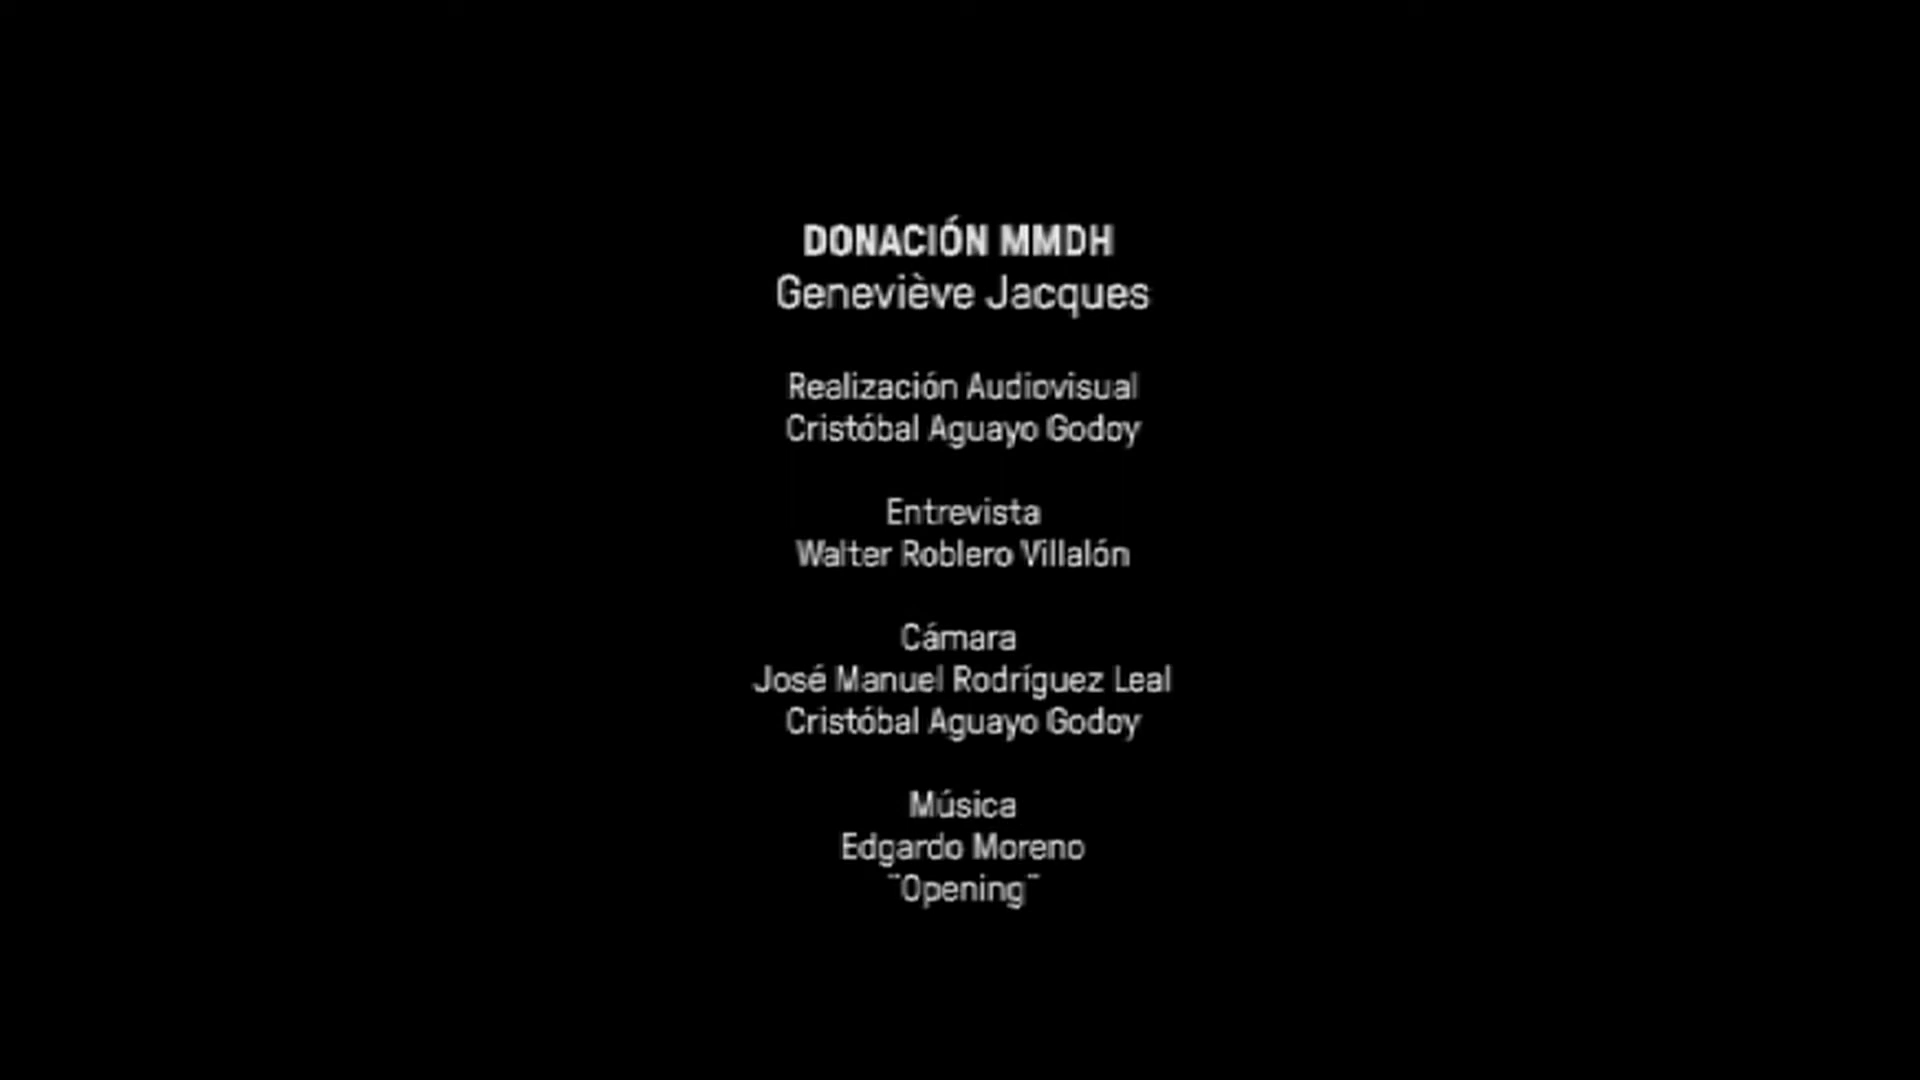 DONACIÓN MMDH
Geneviève Jacques
Realización Audiovisual
Cristóbal Aguayo Godoy
Entrevista
Walter Roblero Villalón
Cámara
José Manuel Rodríguez Leal
Cristóbal Aguayo Godoy
Música
Edgardo Moreno
¨Opening¨